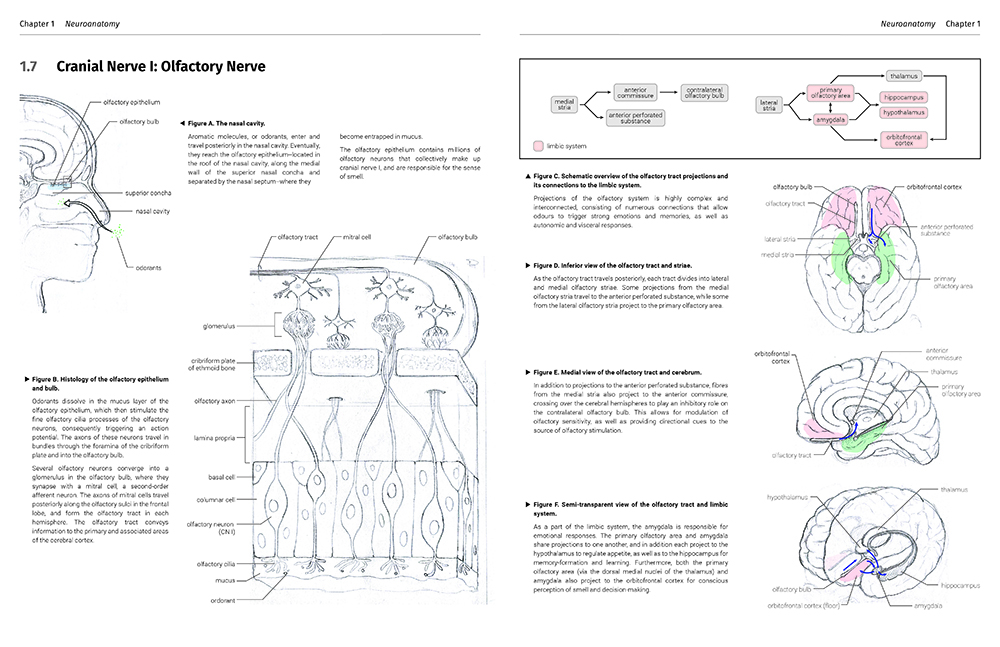 Chapter 1 Neuroanatomy
1.7 Cranial Nerve I: Olfactory Nerve
olfactory epithelium
olfactory bulb
superior concha
nasal cavity
odorants
◀ Figure A. The nasal cavity.
Aromatic molecules, or odorants, enter and
travel posteriorly in the nasal cavity. Eventually,
they reach the olfactory epithelium–located in
the roof of the nasal cavity, along the medial
wall of the superior nasal concha and
separated by the nasal septum–where they
become entrapped in mucus.
The olfactory epithelium contains millions of
olfactory neurons that collectively make up
cranial nerve I, and are responsible for the sense
of smell.
olfactory tract
mitral cell
olfactory bulb
glomerulus
cribriform plate
of ethmoid bone
olfactory axon
lamina propria
basal cell
columnar cell
olfactory neuron
(CN I)
olfactory cilia
mucus
ordorant
▶ Figure B. Histology of the olfactory epithelium
and bulb.
Odorants dissolve in the mucus layer of the
olfactory epithelium, which then stimulate the
fine olfactory cilia processes of the olfactory
neurons, consequently triggering an action
potential. The axons of these neurons travel in
bundles through the foramina of the cribriform
plate and into the olfactory bulb.
Several olfactory neurons converge into a
glomerulus in the olfactory bulb, where they
synapse with a mitral cell, a second-order
afferent neuron. The axons of mitral cells travel
posteriorly along the olfactory sulci in the frontal
lobe, and form the olfactory tract in each
hemisphere. The olfactory tract conveys
information to the primary and associated areas
of the cerebral cortex.
Neuroanatomy Chapter 1
medial
stria
anterior
commissure
contralateral
olfactory bulb
anterior perforated
substance
lateral
stria
primary
olfactory area
amygdala
thalamus
hippocampus
hypothalamus
orbitofrontal
cortex
limbic system
▲ Figure C. Schematic overview of the olfactory tract projections and
its connections to the limbic system.
Projections of the olfactory system is highly complex and
interconnected, consisting of numerous connections that allow
odours to trigger strong emotions and memories, as well as
autonomic and visceral responses.
▶ Figure D. Inferior view of the olfactory tract and striae.
As the olfactory tract travels posteriorly, each tract divides into lateral
and medial olfactory striae. Some projections from the medial
olfactory stria travel to the anterior perforated substance, while some
from the lateral olfactory stria project to the primary olfactory area.
olfactory bulb
orbitofrontal cortex
olfactory tract
anterior perforated
substance
lateral stria
medial stria
primary
olfactory area
▶ Figure E. Medial view of the olfactory tract and cerebrum.
In addition to projections to the anterior perforated substance, fibres
from the medial stria also project to the anterior commissure,
crossing over the cerebral hemispheres to play an inhibitory role on
the contralateral olfactory bulb. This allows for modulation of
olfactory sensitivity, as well as providing directional cues to the
source of olfactory stimulation.
orbitofrontal
cortex
anterior
commissure
thalamus
primary
olfactory area
olfactory tract
▶ Figure F. Semi-transparent view of the olfactory tract and limbic
system.
As a part of the limbic system, the amygdala is responsible for
emotional responses. The primary olfactory area and amygdala
share projections to one another, and in addition each project to the
hypothalamus to regulate appetite, as well as to the hippocampus for
memory-formation and learning. Furthermore, both the primary
olfactory area (via the dorsal medial nuclei of the thalamus) and
amygdala also project to the orbitofrontal cortex for conscious
perception of smell and decision making.
hypothalamus
thalamus
olfactory bulb
hippocampus
orbitofrontal cortex (floor)
amygdala